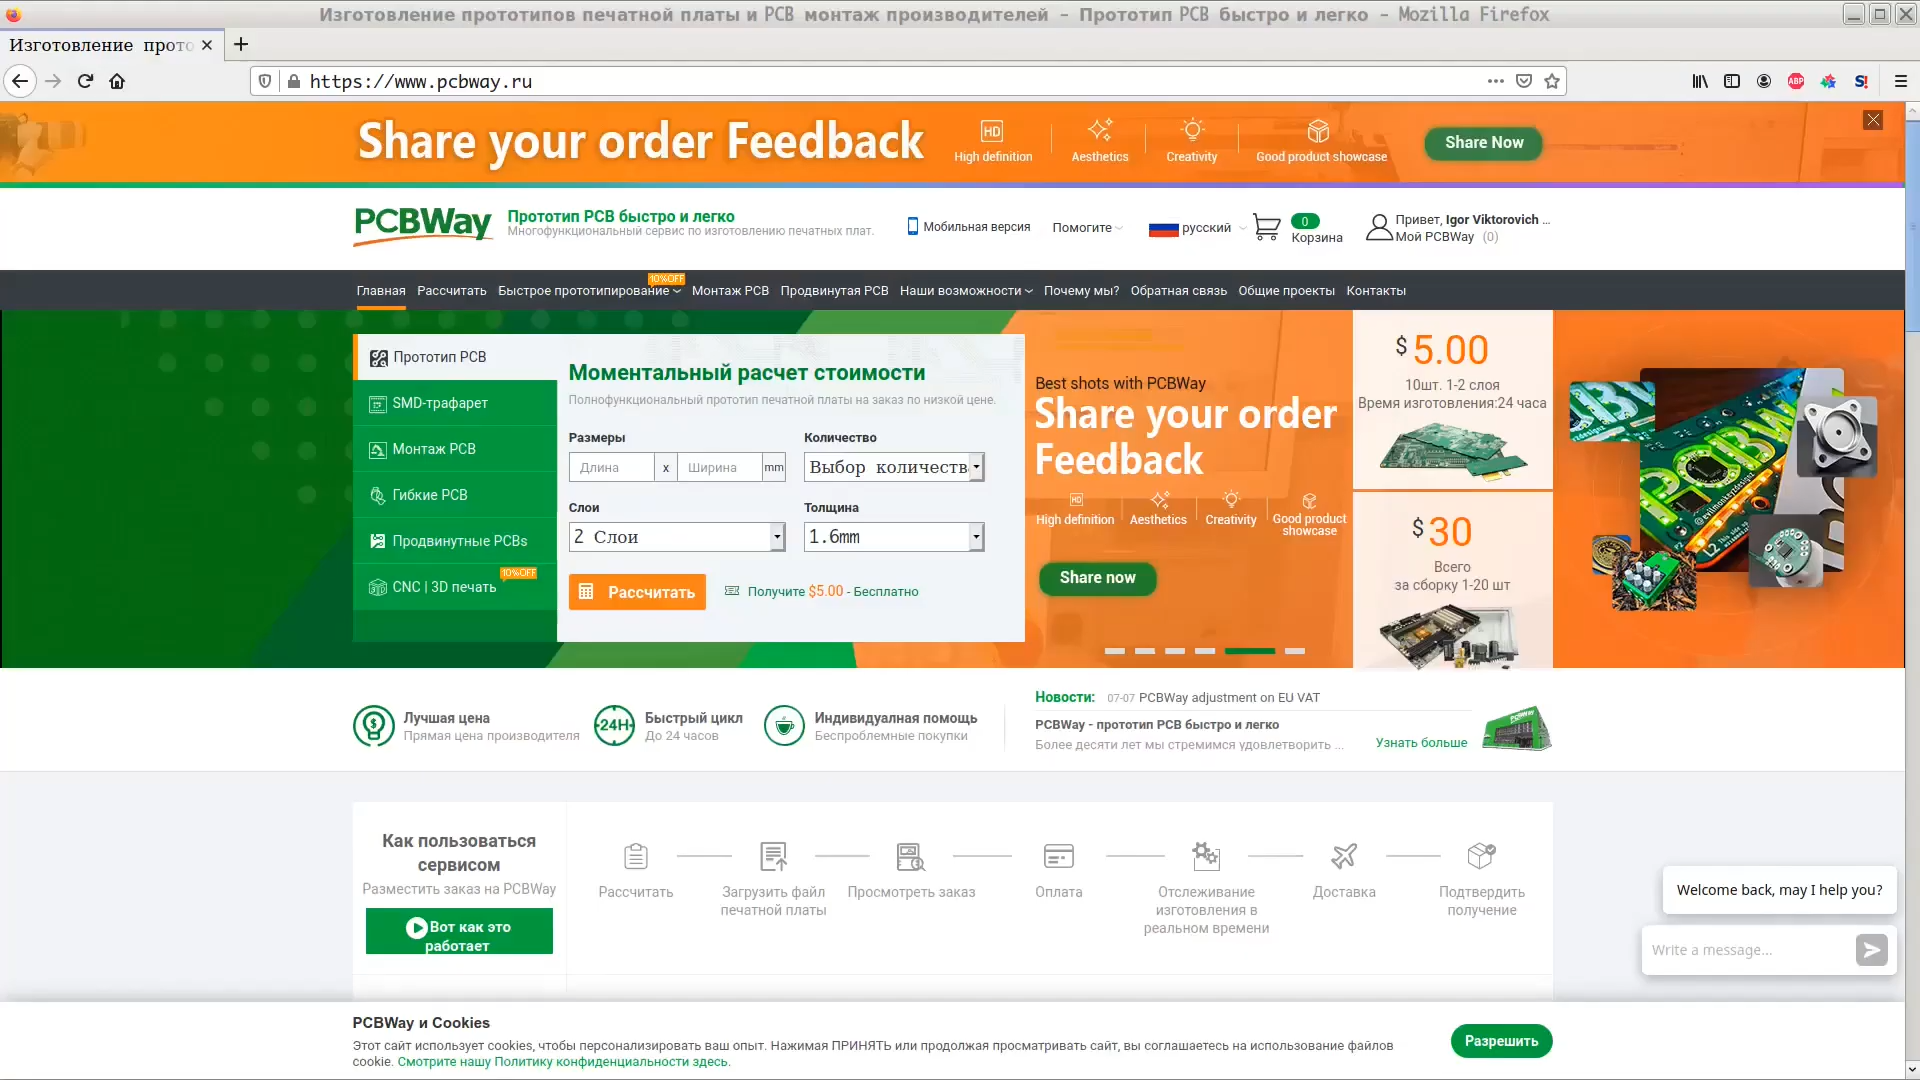 Изготовление прототипов печатной платы и PCB монтаж производителей - Прототип PCB быстро и легко - Mozilla Firefox
Изготовление прото
https://www.pcbway.ru
ABP
S!
Share your order Feedback
HD
High definition
Aesthetics
Creativity
Good product showcase
Share Now
PCBWay
Прототип PCB быстро и легко
Многофункциональный сервис по изготовлению печатных плат.
Мобильная версия
Помогите
русский
0
Корзина
Привет, Igor Viktorovich ...
Мой PCBWay (0)
10%OFF
Главная Рассчитать Быстрое прототипирование Монтаж PCB Продвинутая PCB Наши возможности Почему мы? Обратная связь Общие проекты Контакты
Прототип PCB
SMD-трафарет
Монтаж PCB
Гибкие PCB
Продвинутные PCBs
10%OFF
CNC | 3D печать
Моментальный расчет стоимости
Полнофункциональный прототип печатной платы на заказ по низкой цене.
Размеры
Количество
Длина x Ширина mm
Выбор количеств
Слои
Толщина
2 Слои
1.6mm
Рассчитать
Получите $5.00 - Бесплатно
Best shots with PCBWay
Share your order
Feedback
HD
High definition
Aesthetics
Creativity
Good product
showcase
Share now
$ 5.00
10шт. 1-2 слоя
Время изготовления:24 часа
$ 30
Всего
за сборку 1-20 шт
@evilmonkeyzdesignz
Лучшая цена
Прямая цена производителя
24H
Быстрый цикл
До 24 часов
Индивидуалная помощь
Беспроблемные покупки
Новости: 07-07 PCBWay adjustment on EU VAT
PCBWay - прототип PCB быстро и легко
Более десяти лет мы стремимся удовлетворить ...
Узнать больше
Как пользоваться
сервисом
Разместить заказ на PCBWay
Вот как это
работает
Рассчитать
Загрузить файл
печатной платы
Просмотреть заказ
Оплата
Отслеживание
изготовления в
реальном времени
Доставка
Подтвердить
получение
Welcome back, may I help you?
Write a message...
PCBWay и Cookies
Этот сайт использует cookies, чтобы персонализировать ваш опыт. Нажимая ПРИНЯТЬ или продолжая просматривать сайт, вы соглашаетесь на использование файлов
cookie. Смотрите нашу Политику конфиденциальности здесь.
Разрешить